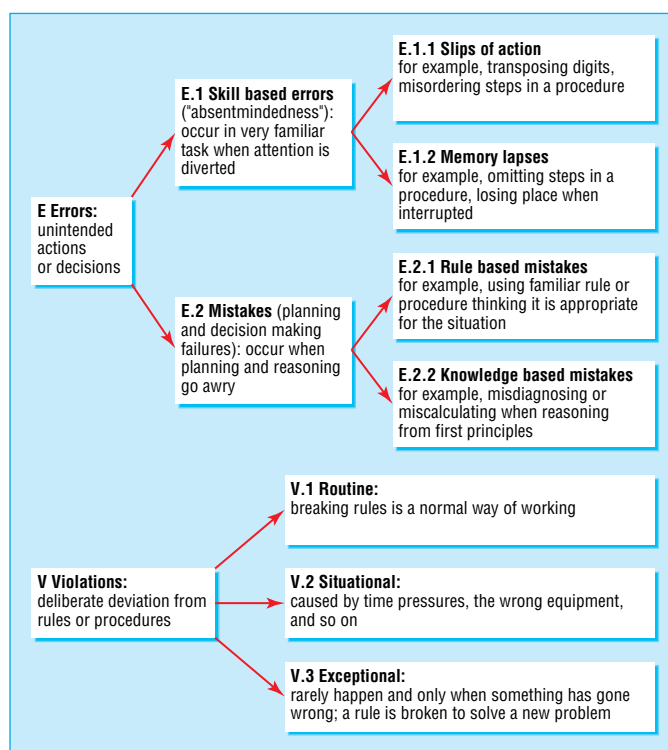 E.1.1 Slips of action
for example, transposing digits,
misordering steps in a procedure
E.1 Skill based errors
("absentmindedness"):
occur in very familiar
task when attention is
diverted
E.1.2 Memory lapses
for example, omitting steps in a
procedure, losing place when
interrupted
E Errors:
unintended
actions
or decisions
E.2.1 Rule based mistakes
for example, using familiar rule or
procedure thinking it is appropriate
for the situation
E.2 Mistakes (planning
and decision making
failures): occur when
planning and reasoning
go awry
E.2.2 Knowledge based mistakes
for example, misdiagnosing or
miscalculating when reasoning
from first principles
V.1 Routine:
breaking rules is a normal way of working
V Violations:
deliberate deviation from
rules or procedures
V.2 Situational:
caused by time pressures, the wrong equipment,
and so on
V.3 Exceptional:
rarely happen and only when something has gone
wrong; a rule is broken to solve a new problem